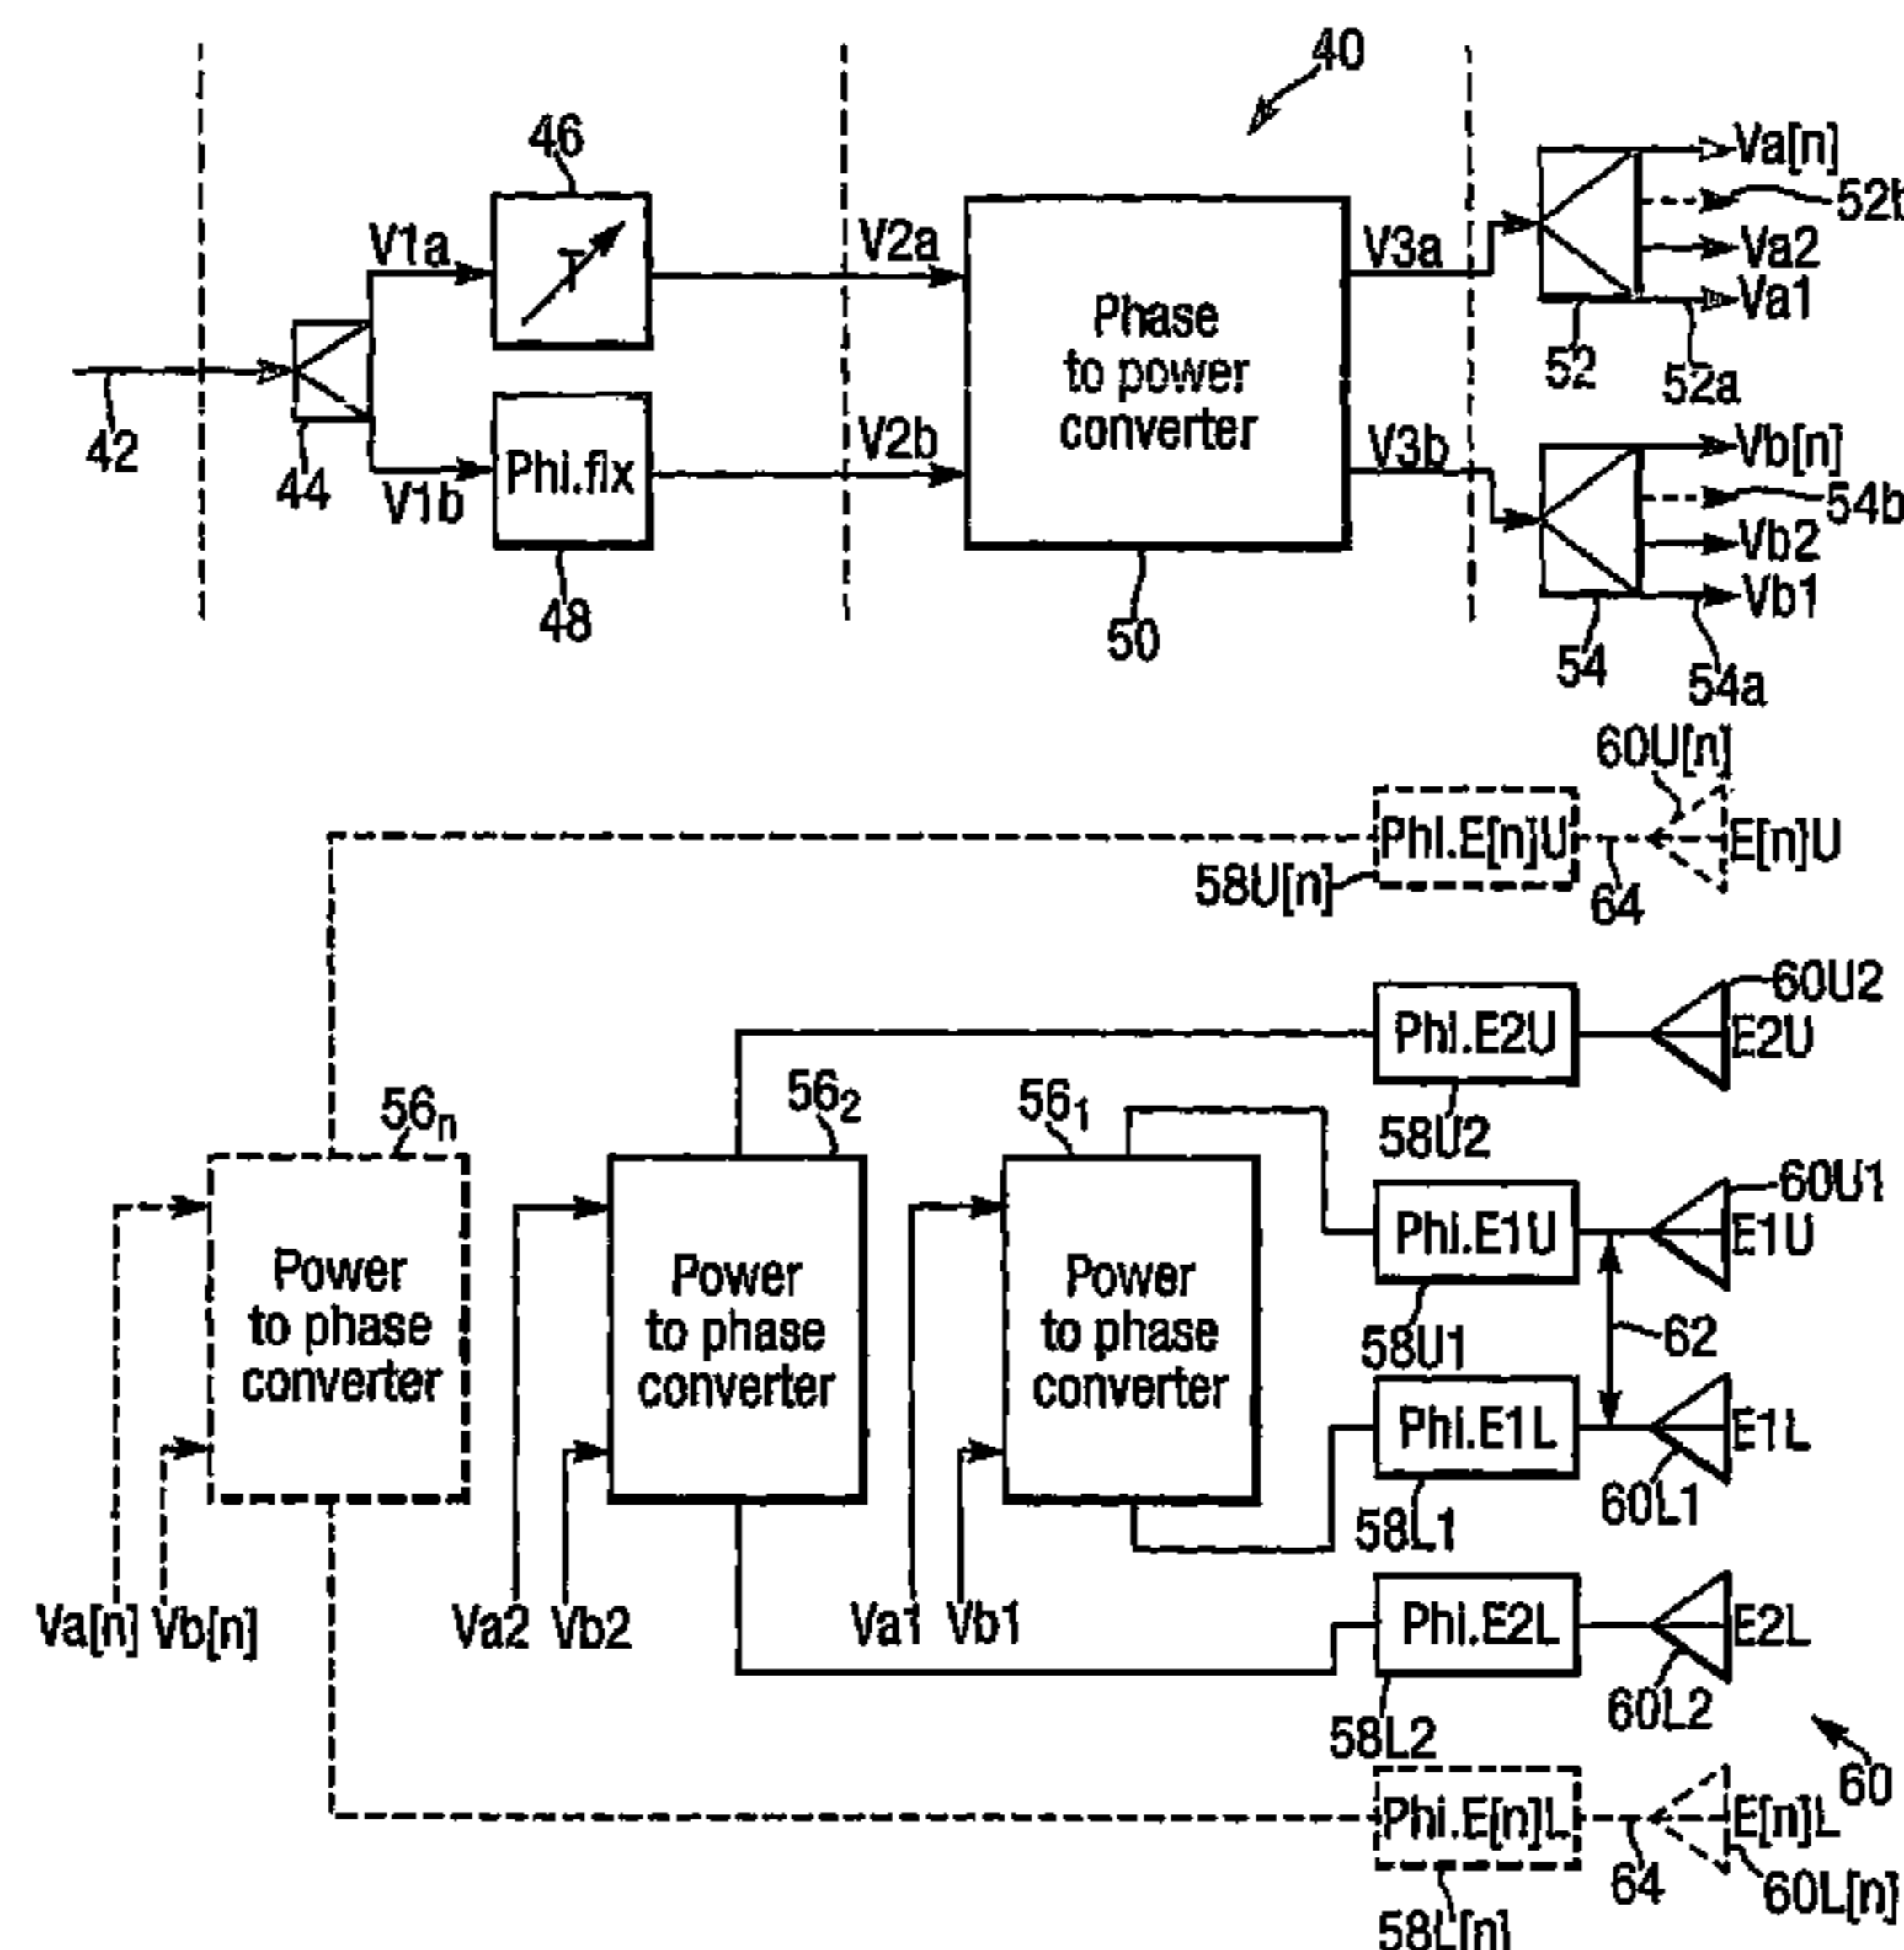 40
46
Va[n]
52b
V1a
T
V2a
V3a
Va2
Va1
Phase
to power
converter
52
52a
42
44
V1b
Phi.fix
V2b
V3b
Vb[n]
54b
Vb2
Vb1
48
50
54
54a
60U[n]
Phi.E[n]U
E[n]U
58U[n]
64
60U2
Phi.E2U
E2U
58U2
56n
562
561
60U1
Phi.E1U
E1U
58U1
62
Power
to phase
converter
Power
to phase
converter
Power
to phase
converter
Phi.E1L
E1L
60L1
58L1
Va[n]
Vb[n]
Va2
Vb2
Va1
Vb1
Phi.E2L
E2L
60L2
58L2
60
Phi.E[n]L
E[n]L
64
60L[n]
58L[n]